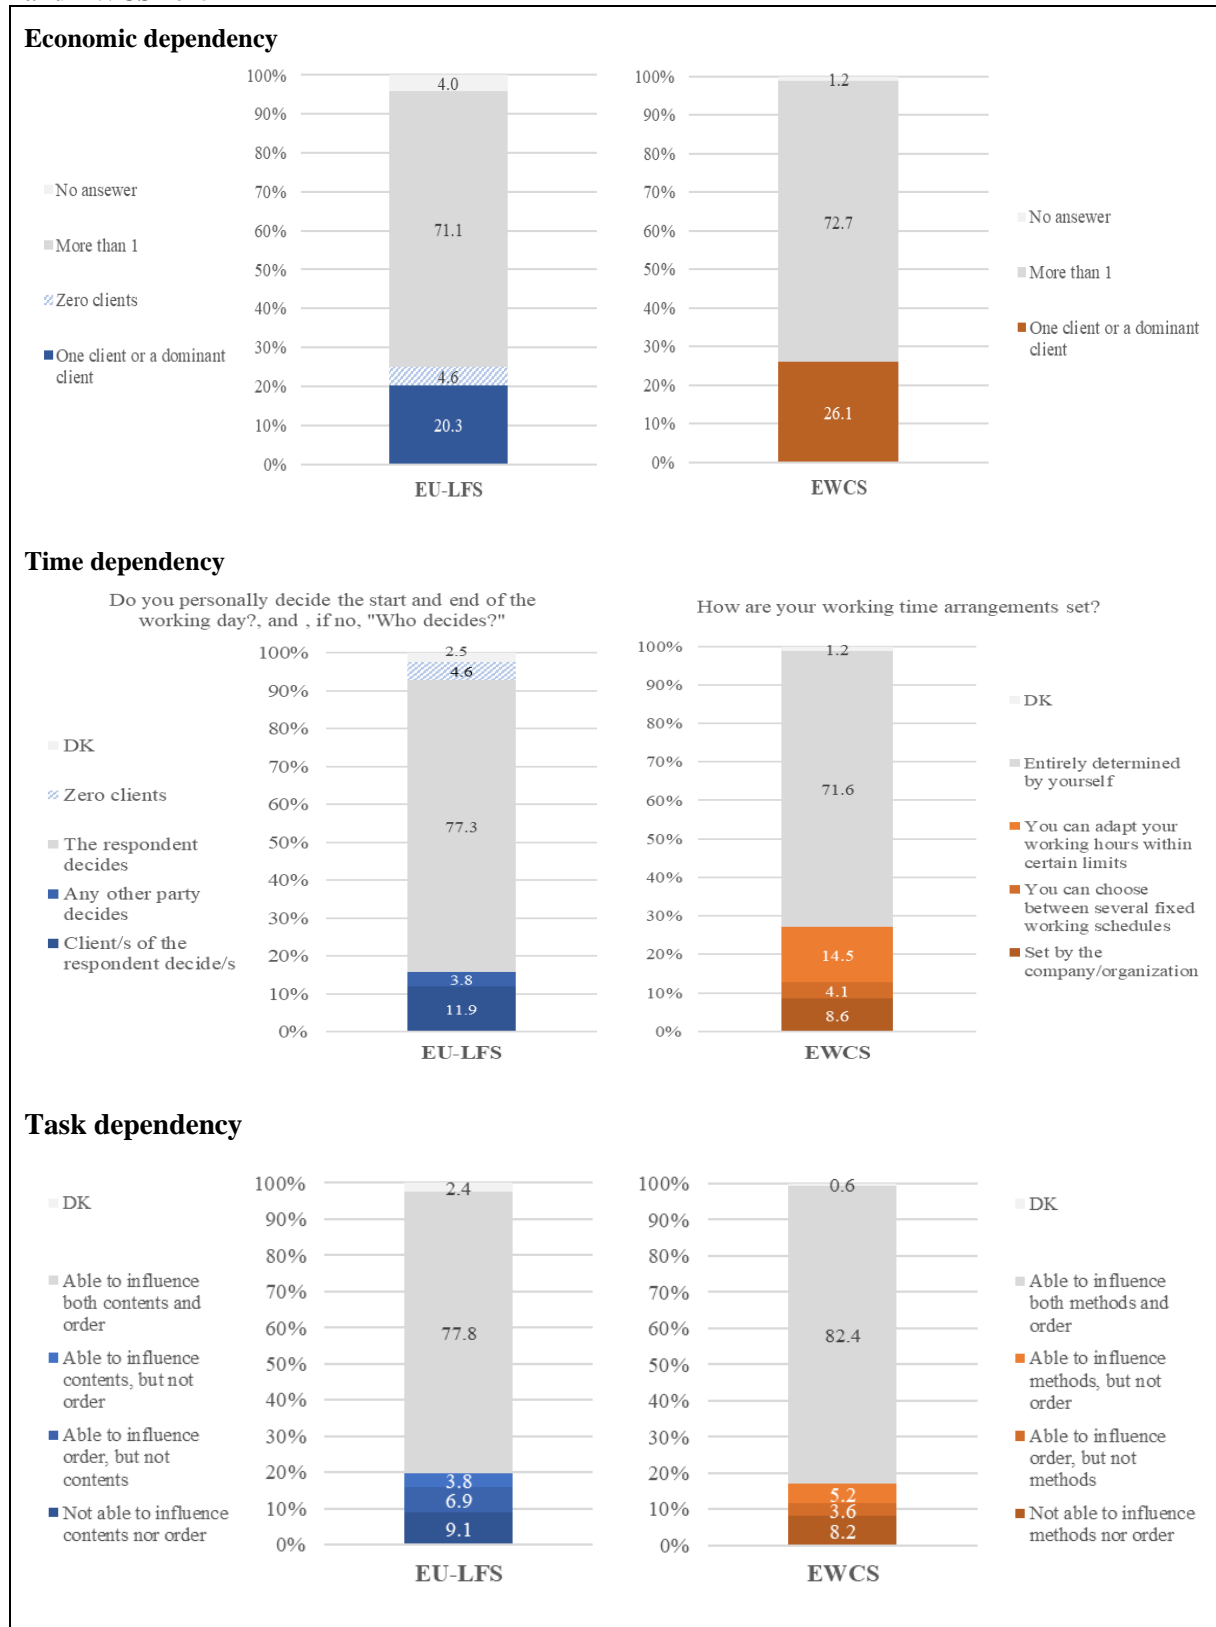 Economic dependency
100%
90%
80%
70%
60%
50%
40%
30%
20%
10%
0%
4.0
71.1
4.6
20.3
EU-LFS
No ansewer
More than 1
Zero clients
One client or a dominant
client
100%
90%
80%
70%
60%
50%
40%
30%
20%
10%
0%
1.2
72.7
26.1
EWCS
No ansewer
More than 1
One client or a dominant
client
Time dependency
Do you personally decide the start and end of the
working day?, and , if no, "Who decides?"
100%
90%
80%
70%
60%
50%
40%
30%
20%
10%
0%
2.5
4.6
77.3
3.8
11.9
EU-LFS
DK
Zero clients
The respondent
decides
Any other party
decides
Client/s of the
respondent decide/s
How are your working time arrangements set?
100%
90%
80%
70%
60%
50%
40%
30%
20%
10%
0%
1.2
71.6
14.5
4.1
8.6
EWCS
DK
Entirely determined
by yourself
You can adapt your
working hours within
certain limits
You can choose
between several fixed
working schedules
Set by the
company/organization
Task dependency
100%
90%
80%
70%
60%
50%
40%
30%
20%
10%
0%
2.4
77.8
3.8
6.9
9.1
EU-LFS
DK
Able to influence
both contents and
order
Able to influence
contents, but not
order
Able to influence
order, but not
contents
Not able to influence
contents nor order
100%
90%
80%
70%
60%
50%
40%
30%
20%
10%
0%
0.6
82.4
5.2
3.6
8.2
EWCS
DK
Able to influence
both methods and
order
Able to influence
methods, but not
order
Able to influence
order, but not
methods
Not able to influence
methods nor order